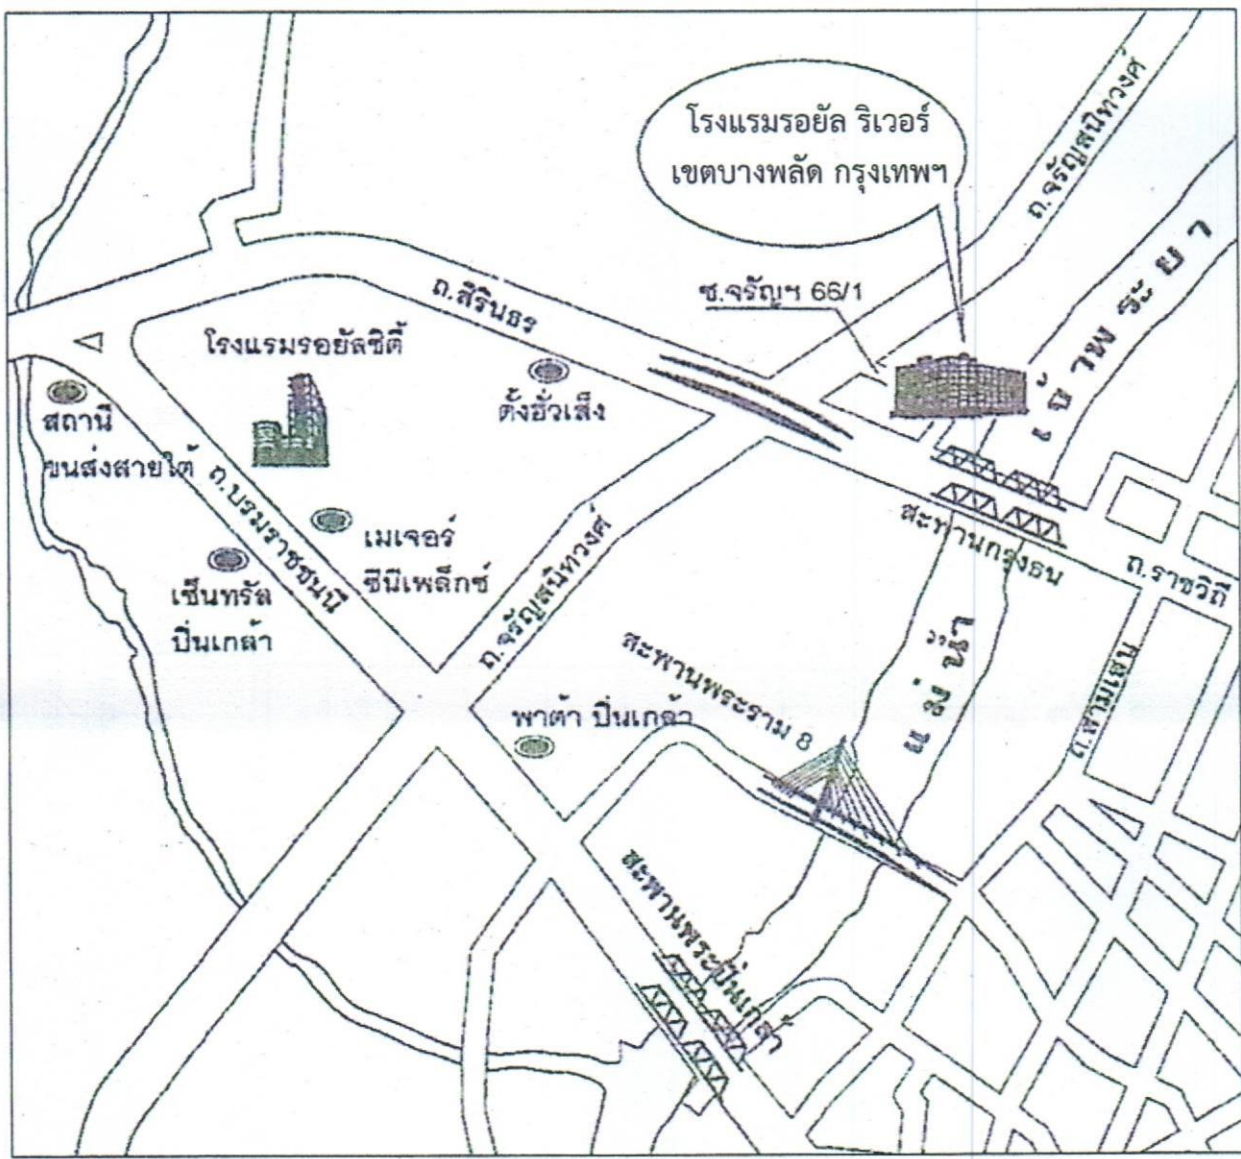 โรงแรมรอยัล ริเวอร์
เขตบางพลัด กรุงเทพฯ
ถ.จรัญสนิทวงศ์
ซ.จรัญฯ 66/1
ถ.สิรินธร
โรงแรมรอยัลซิตี้
ตั้งฮั่วเส็ง
สถานี
ขนส่งสายใต้
ถ.บรมราชชนนี
เมเจอร์
ซีนีเพล็กซ์
เซ็นทรัล
ปิ่นเกล้า
ถ.จรัญสนิทวงศ์
แม่น้ำ
เจ้าพระยา
สะพานกรุงธน
ถ.ราชวิถี
ถ.สามเสน
สะพานพระราม 8
พาต้า ปิ่นเกล้า
สะพานพระปิ่นเกล้า